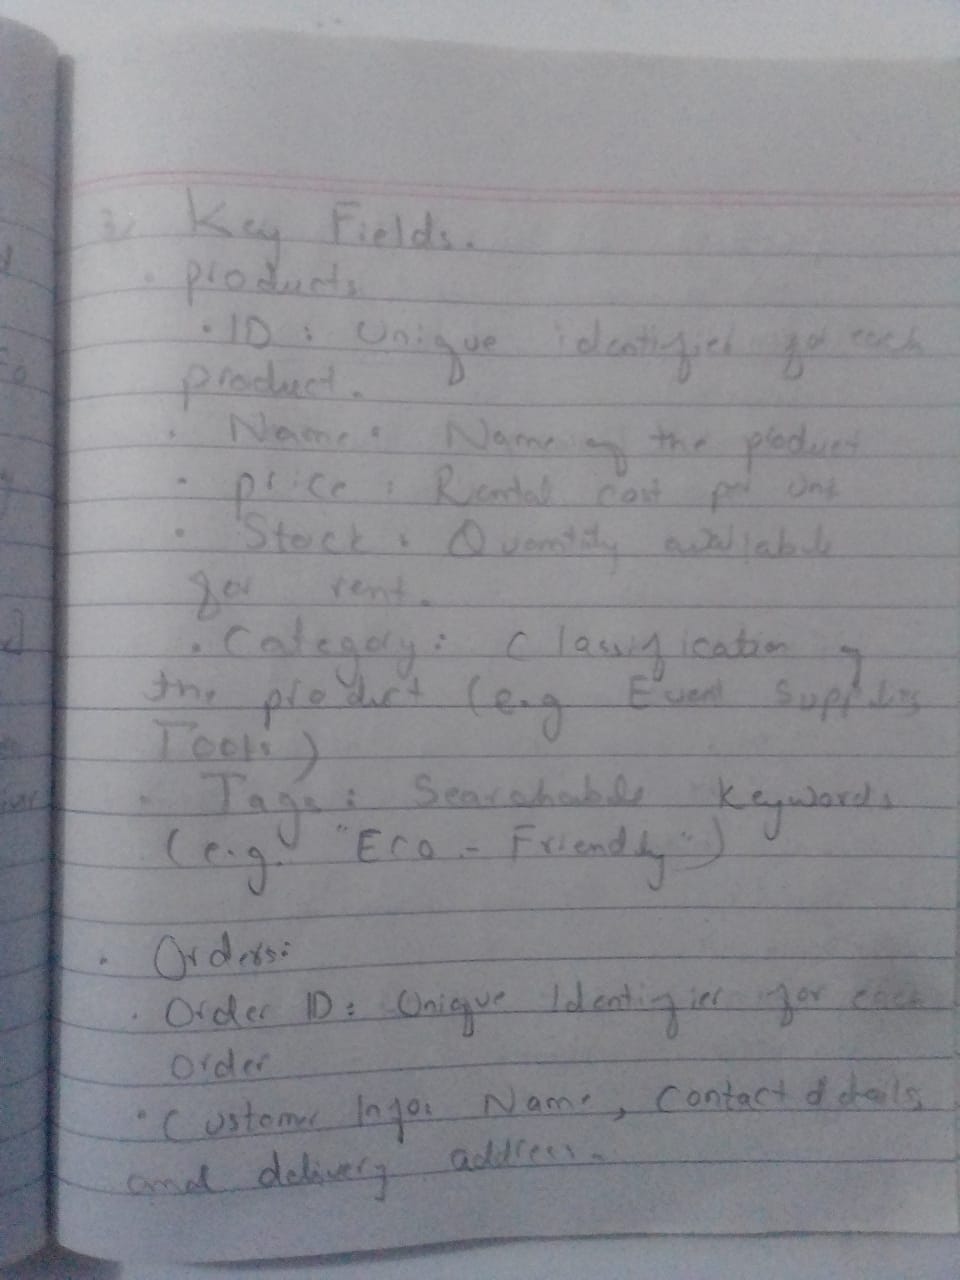 Key Fields.
• products
• ID : Unique identifier for each
product.
• Name : Name of the product
• price : Rental cost per unit
• Stock : Quantity available
for rent.
• Category : Classification of
the product (e.g Event Supplies
Tools)
• Tags : Searchable Keywords
(e.g. "Eco - Friendly")
• Orders:
• Order ID : Unique Identifier for each
order
• Customer Info: Name, Contact details
and delivery address.